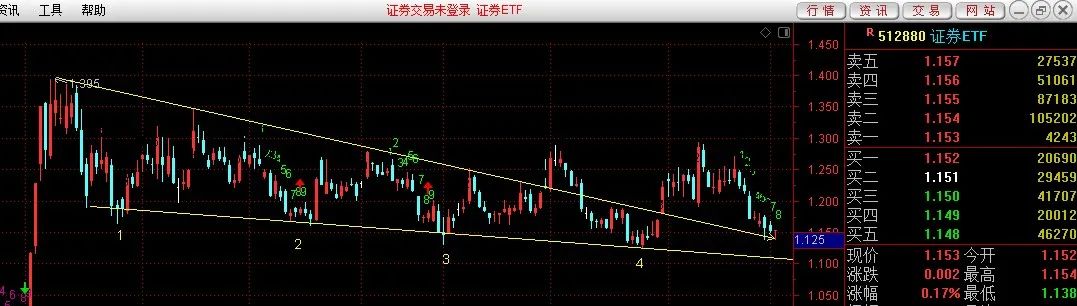 资讯 工具 帮助 证券交易未登录 证券ETF 行情 资讯 交易 网站
R 512880 证券ETF
1.450
1.400
1.350
1.300
1.250
1.200
1.150
1.125
1.100
1.050
1.395
1
2
3
4
卖五 1.157 27537
卖四 1.156 51061
卖三 1.155 87183
卖二 1.154 105202
卖一 1.153 4243
买一 1.152 20690
买二 1.151 29459
买三 1.150 41707
买四 1.149 20012
买五 1.148 46270
现价 1.153 今开 1.152
涨跌 0.002 最高 1.154
涨幅 0.17% 最低 1.138